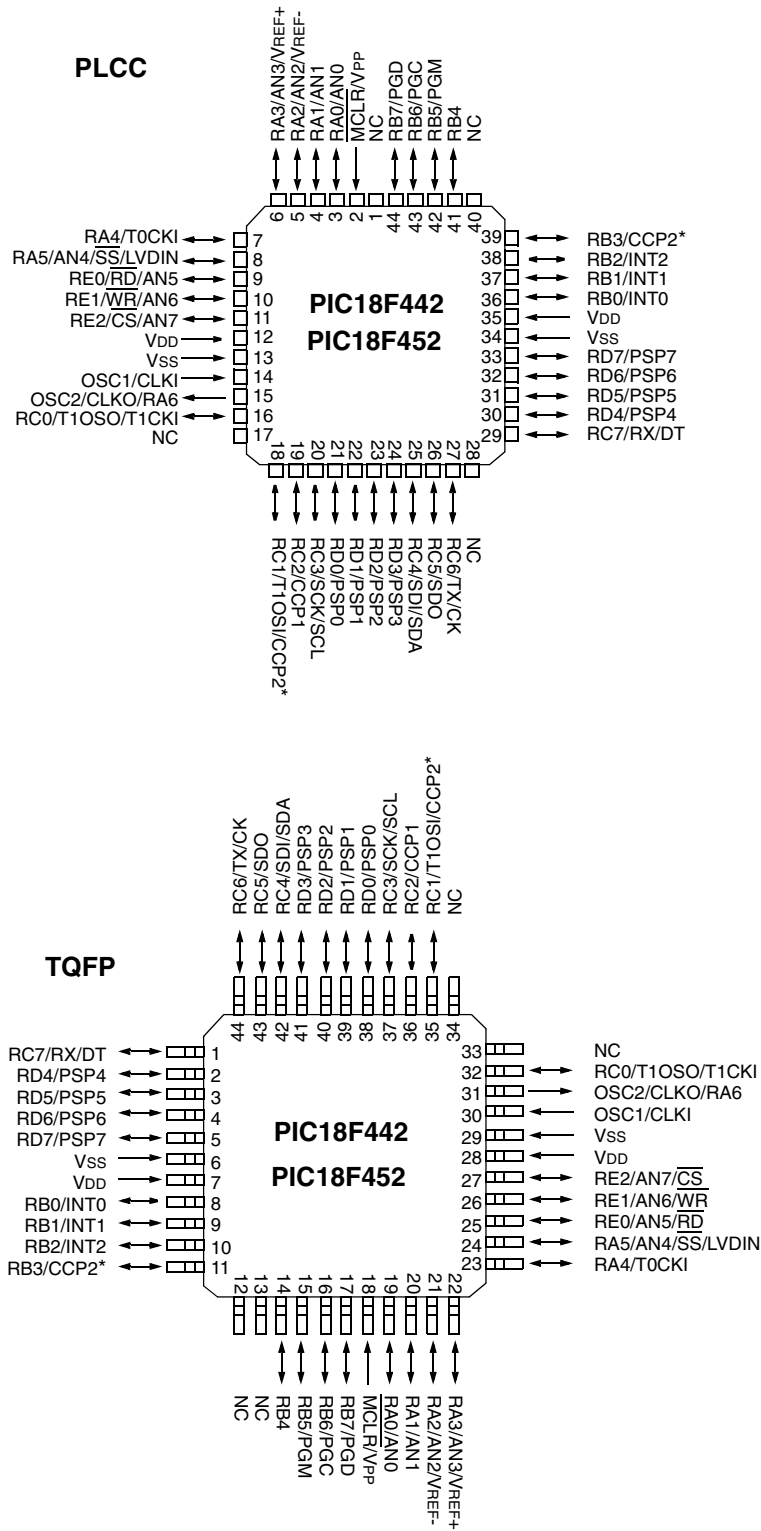 PLCC
RA3/AN3/VREF+
RA2/AN2/VREF-
RA1/AN1
RA0/AN0
MCLR/VPP
NC
RB7/PGD
RB6/PGC
RB5/PGM
RB4
NC
6 5 4 3 2 1 44 43 42 41 40
RA4/T0CKI 7
RA5/AN4/SS/LVDIN 8
RE0/RD/AN5 9
RE1/WR/AN6 10
RE2/CS/AN7 11
VDD 12
VSS 13
OSC1/CLKI 14
OSC2/CLKO/RA6 15
RC0/T1OSO/T1CKI 16
NC 17
PIC18F442
PIC18F452
39 RB3/CCP2*
38 RB2/INT2
37 RB1/INT1
36 RB0/INT0
35 VDD
34 VSS
33 RD7/PSP7
32 RD6/PSP6
31 RD5/PSP5
30 RD4/PSP4
29 RC7/RX/DT
18 19 20 21 22 23 24 25 26 27 28
RC1/T1OSI/CCP2*
RC2/CCP1
RC3/SCK/SCL
RD0/PSP0
RD1/PSP1
RD2/PSP2
RD3/PSP3
RC4/SDI/SDA
RC5/SDO
RC6/TX/CK
NC
TQFP
RC6/TX/CK
RC5/SDO
RC4/SDI/SDA
RD3/PSP3
RD2/PSP2
RD1/PSP1
RD0/PSP0
RC3/SCK/SCL
RC2/CCP1
RC1/T1OSI/CCP2*
NC
44 43 42 41 40 39 38 37 36 35 34
RC7/RX/DT 1
RD4/PSP4 2
RD5/PSP5 3
RD6/PSP6 4
RD7/PSP7 5
VSS 6
VDD 7
RB0/INT0 8
RB1/INT1 9
RB2/INT2 10
RB3/CCP2* 11
PIC18F442
PIC18F452
33 NC
32 RC0/T1OSO/T1CKI
31 OSC2/CLKO/RA6
30 OSC1/CLKI
29 VSS
28 VDD
27 RE2/AN7/CS
26 RE1/AN6/WR
25 RE0/AN5/RD
24 RA5/AN4/SS/LVDIN
23 RA4/T0CKI
12 13 14 15 16 17 18 19 20 21 22
NC
NC
RB4
RB5/PGM
RB6/PGC
RB7/PGD
MCLR/VPP
RA0/AN0
RA1/AN1
RA2/AN2/VREF-
RA3/AN3/VREF+